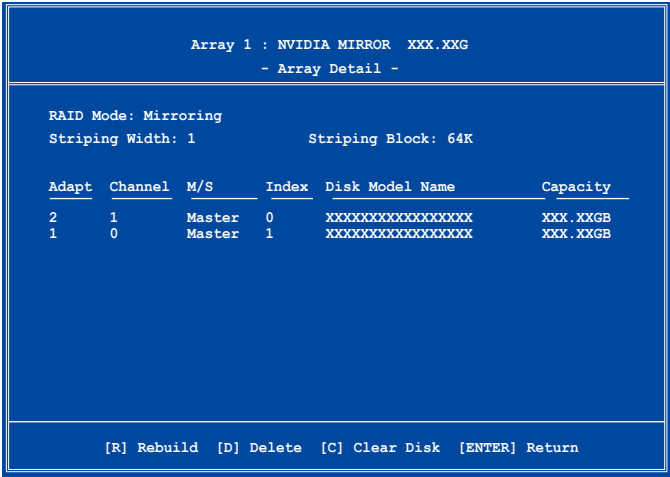 Array 1 : NVIDIA MIRROR  XXX.XXG
- Array Detail -
RAID Mode: Mirroring
Striping Width: 1    Striping Block: 64K
Adapt  Channel  M/S  Index  Disk Model Name  Capacity
2  1  Master  0  XXXXXXXXXXXXXXXXX  XXX.XXGB
1  0  Master  1  XXXXXXXXXXXXXXXXX  XXX.XXGB
[R] Rebuild  [D] Delete  [C] Clear Disk  [ENTER] Return